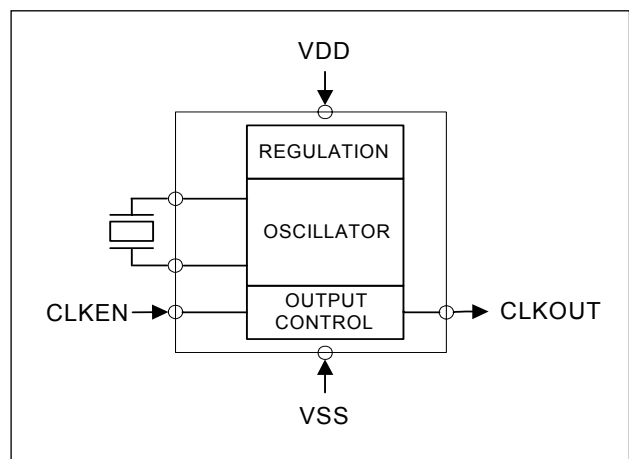 VDD
REGULATION
OSCILLATOR
CLKEN
OUTPUT
CONTROL
CLKOUT
VSS